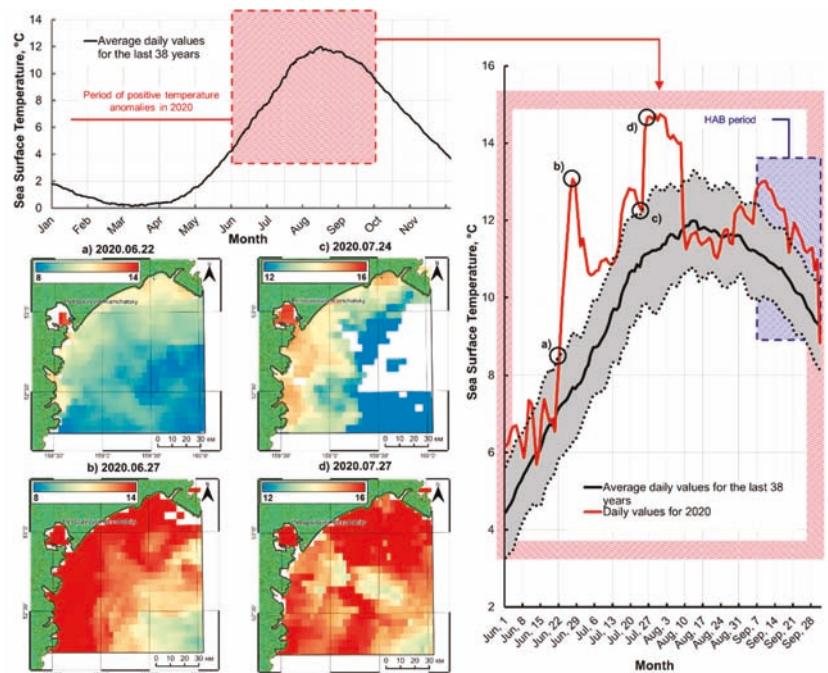 14
12
10
8
6
4
2
0
Sea Surface Temperature, °C
Average daily values
for the last 38 years
Period of positive temperature
anomalies in 2020
Jan
Feb
Mar
Apr
May
Jun
Jul
Aug
Sep
Oct
Nov
Month
a) 2020.06.22
8
14
0 10 20 30 КМ
c) 2020.07.24
12
16
0 10 20 30 КМ
b) 2020.06.27
8
14
0 10 20 30 КМ
d) 2020.07.27
12
16
0 10 20 30 КМ
16
14
12
10
8
6
4
2
Sea Surface Temperature, °C
HAB period
a)
b)
c)
d)
Average daily values for the last 38
years
Daily values for 2020
Jun, 1
Jun, 8
Jun, 15
Jun, 22
Jun, 29
Jul, 6
Jul, 13
Jul, 20
Jul, 27
Aug, 3
Aug, 10
Aug, 17
Aug, 24
Aug, 31
Sep, 7
Sep, 14
Sep, 21
Sep, 28
Month